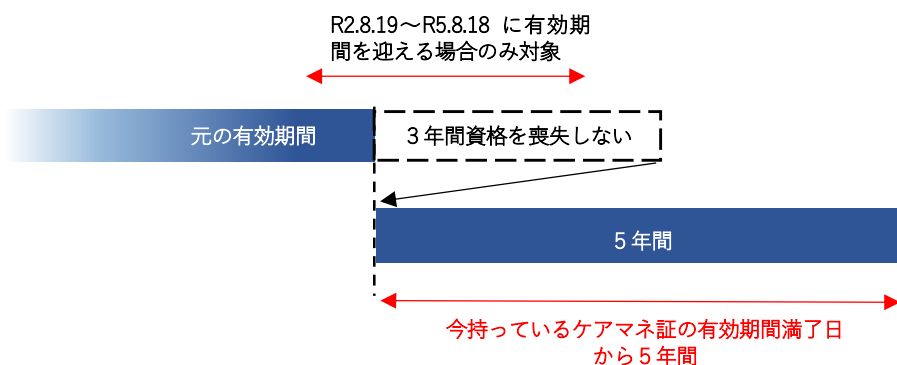 R2.8.19~R5.8.18 に有効期
間を迎える場合のみ対象
元の有効期間
3年間資格を喪失しない
5年間
今持っているケアマネ証の有効期間満了日
から5年間